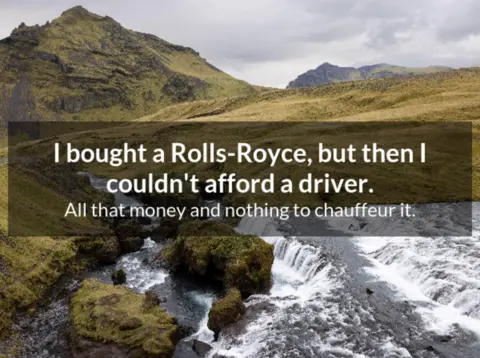 I bought a Rolls-Royce, but then I
couldn't afford a driver.
All that money and nothing to chauffeur it.